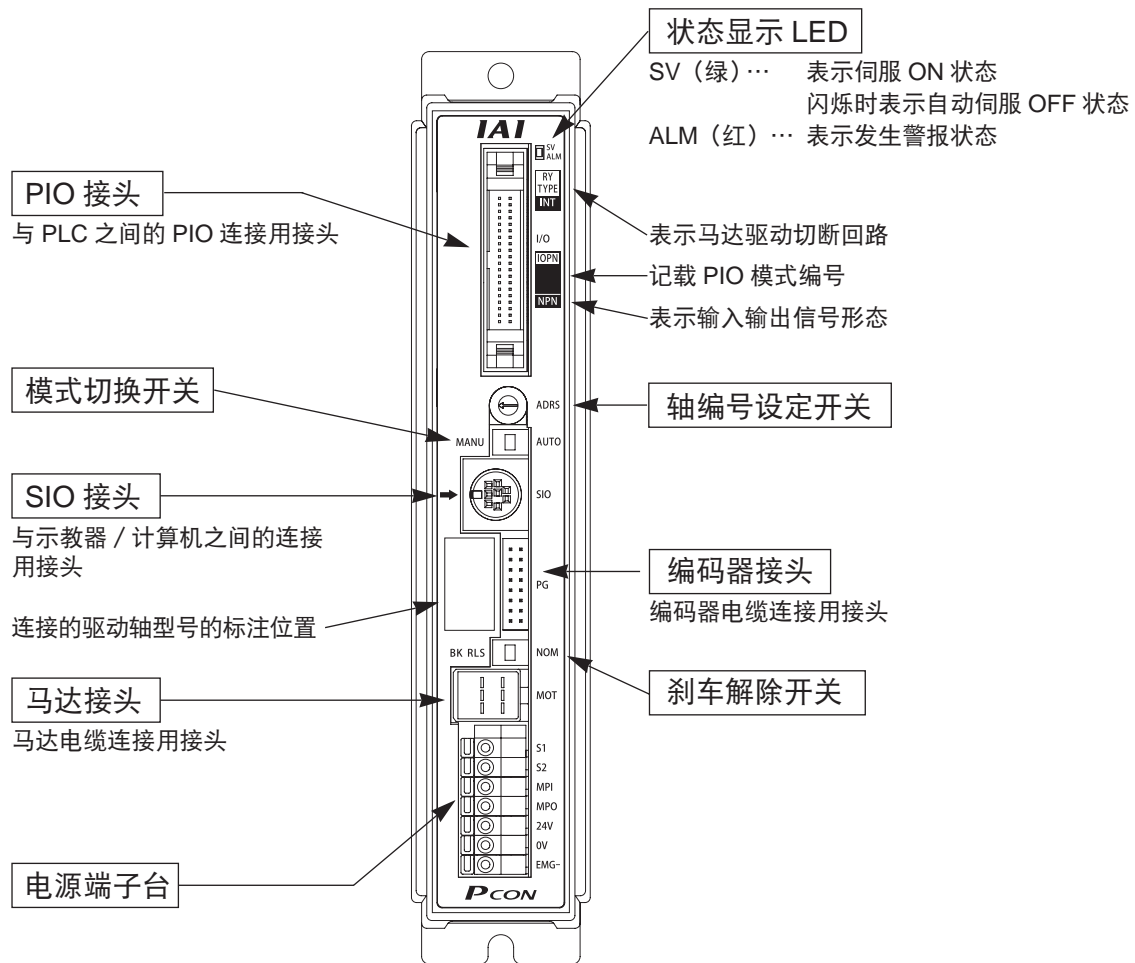 状态显示 LED
SV（绿）… 表示伺服 ON 状态
闪烁时表示自动伺服 OFF 状态
ALM（红）… 表示发生警报状态
PIO 接头
与 PLC 之间的 PIO 连接用接头
表示马达驱动切断回路
记载 PIO 模式编号
表示输入输出信号形态
模式切换开关
轴编号设定开关
SIO 接头
与示教器 / 计算机之间的连接
用接头
编码器接头
编码器电缆连接用接头
连接的驱动轴型号的标注位置
刹车解除开关
马达接头
马达电缆连接用接头
电源端子台
IAI
SV
ALM
RY
TYPE
INT
I/O
IOPN
NPN
ADRS
MANU
AUTO
SIO
PG
BK RLS
NOM
MOT
S1
S2
MPI
MPO
24V
0V
EMG-
PCON